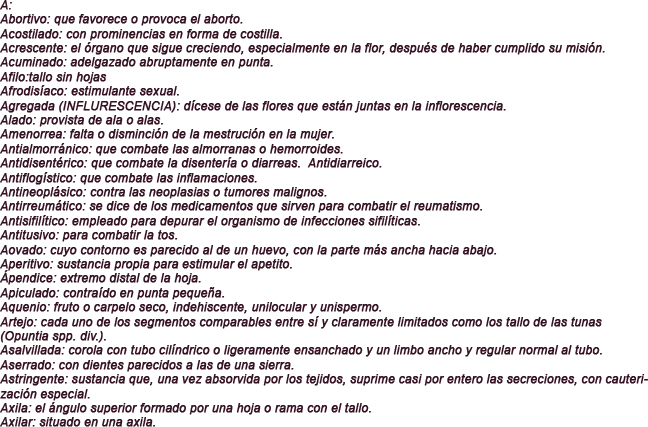 A:
Abortivo: que favorece o provoca el aborto.
Acostilado: con prominencias en forma de costilla.
Acrescente: el órgano que sigue creciendo, especialmente en la flor, después de haber cumplido su misión.
Acuminado: adelgazado abruptamente en punta.
Afilo:tallo sin hojas
Afrodisíaco: estimulante sexual.
Agregada (INFLURESCENCIA): dícese de las flores que están juntas en la inflorescencia.
Alado: provista de ala o alas.
Amenorrea: falta o disminción de la mestrución en la mujer.
Antialmorránico: que combate las almorranas o hemorroides.
Antidisentérico: que combate la disentería o diarreas.  Antidiarreico.
Antiflogístico: que combate las inflamaciones.
Antineoplásico: contra las neoplasias o tumores malignos.
Antirreumático: se dice de los medicamentos que sirven para combatir el reumatismo.
Antisifilítico: empleado para depurar el organismo de infecciones sifilíticas.
Antitusivo: para combatir la tos.
Aovado: cuyo contorno es parecido al de un huevo, con la parte más ancha hacia abajo.
Aperitivo: sustancia propia para estimular el apetito.
Ápendice: extremo distal de la hoja.
Apiculado: contraído en punta pequeña.
Aquenio: fruto o carpelo seco, indehiscente, unilocular y unispermo.
Artejo: cada uno de los segmentos comparables entre sí y claramente limitados como los tallo de las tunas
(Opuntia spp. div.).
Asalvillada: corola con tubo cilíndrico o ligeramente ensanchado y un limbo ancho y regular normal al tubo.
Aserrado: con dientes parecidos a las de una sierra.
Astringente: sustancia que, una vez absorvida por los tejidos, suprime casi por entero las secreciones, con cauteri-
zación especial.
Axila: el ángulo superior formado por una hoja o rama con el tallo.
Axilar: situado en una axila.